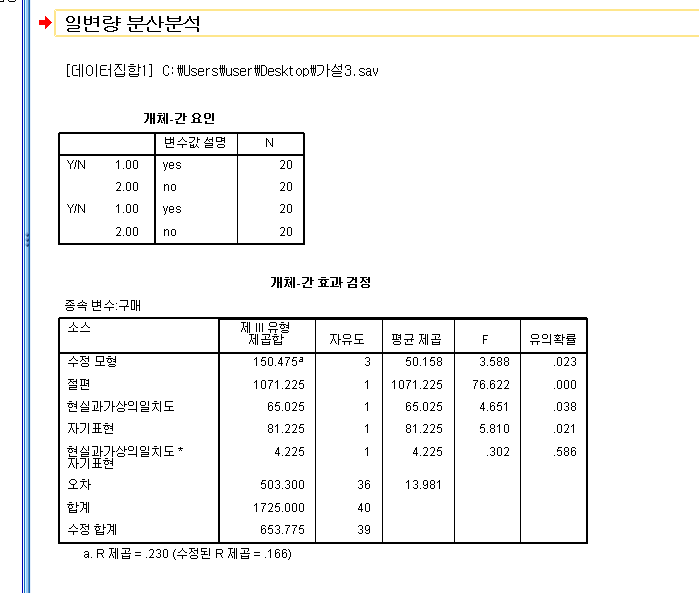 일변량 분산분석
[데이터집합1] C:\Users\user\Desktop\가설3.sav
개체-간 요인
변수값 설명 N
Y/N 1.00 yes 20
2.00 no 20
Y/N 1.00 yes 20
2.00 no 20
개체-간 효과 검정
종속 변수:구매
소스 제 III 유형 제곱합 자유도 평균 제곱 F 유의확률
수정 모형 150.475a 3 50.158 3.588 .023
절편 1071.225 1 1071.225 76.622 .000
현실과가상의일치도 65.025 1 65.025 4.651 .038
자기표현 81.225 1 81.225 5.810 .021
현실과가상의일치도 * 자기표현 4.225 1 4.225 .302 .586
오차 503.300 36 13.981
합계 1725.000 40
수정 합계 653.775 39
a. R 제곱 = .230 (수정된 R 제곱 = .166)